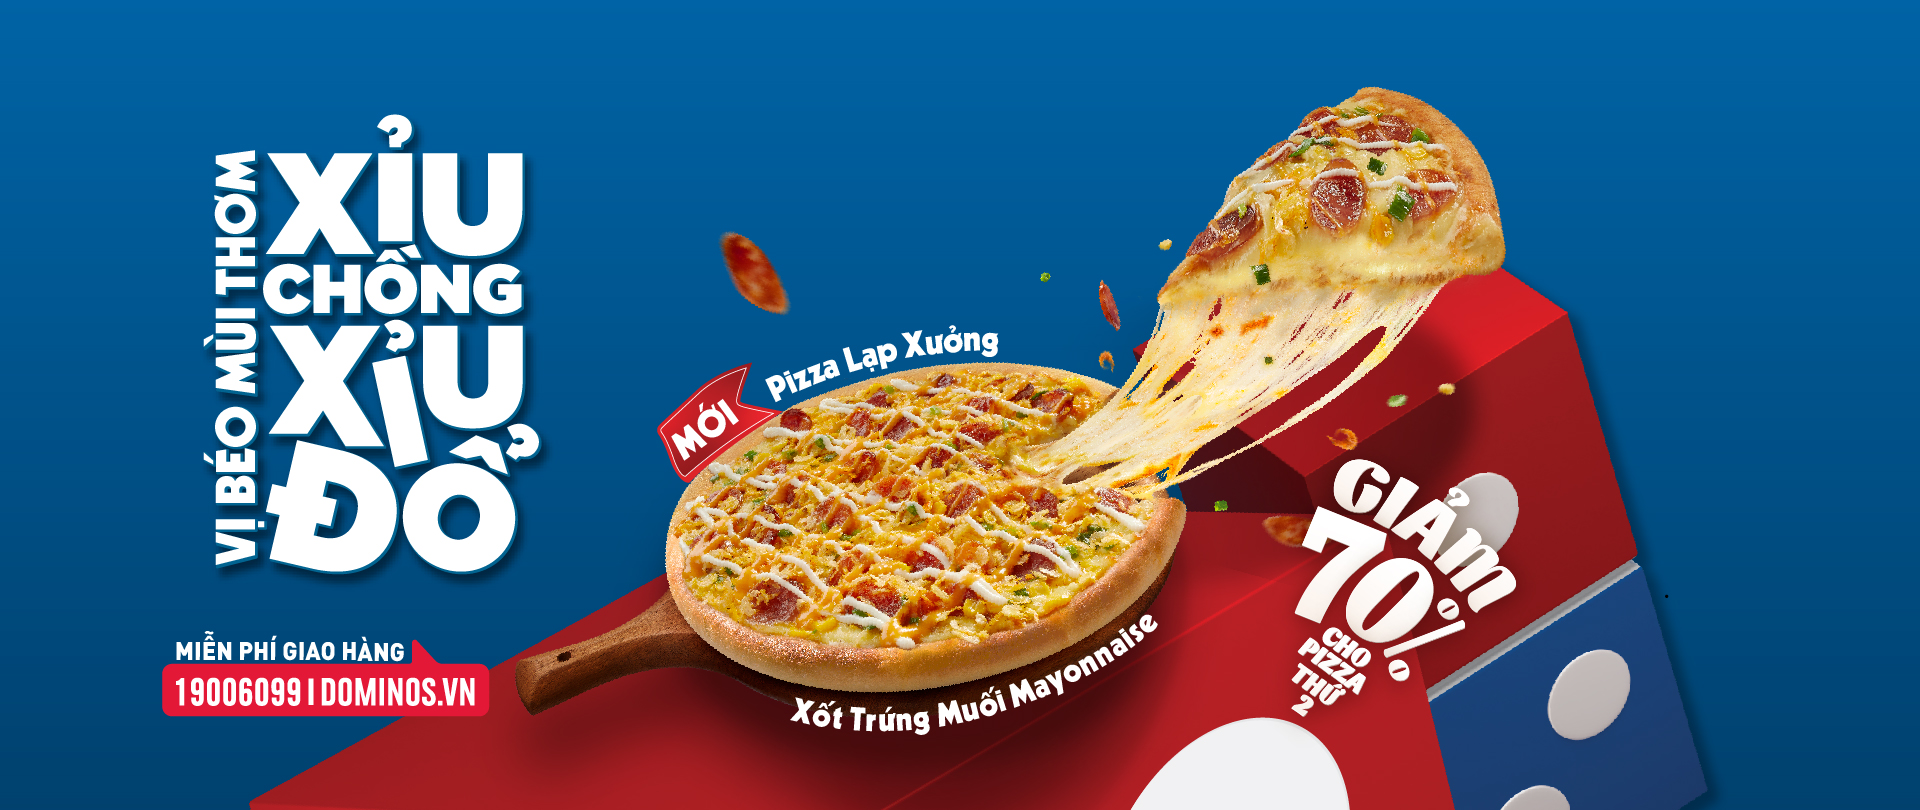 VỊ BÉO MÙI THƠM
XỈU
CHỒNG
XỈU
ĐỔ
MIỄN PHÍ GIAO HÀNG
19006099 | DOMINOS.VN
MỚI
Pizza Lạp Xưởng
Xốt Trứng Muối Mayonnaise
GIẢM
70%
CHO
PIZZA
THỨ
2